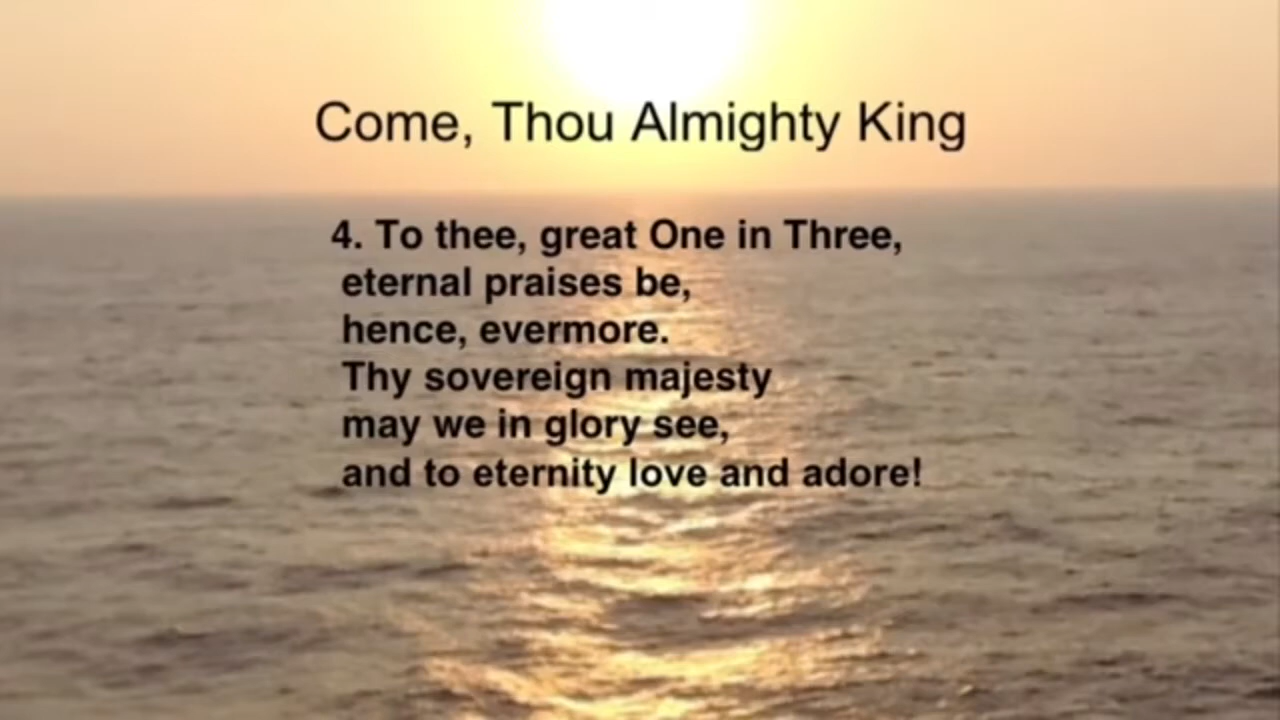 Come, Thou Almighty King
4. To thee, great One in Three,
eternal praises be,
hence, evermore.
Thy sovereign majesty
may we in glory see,
and to eternity love and adore!